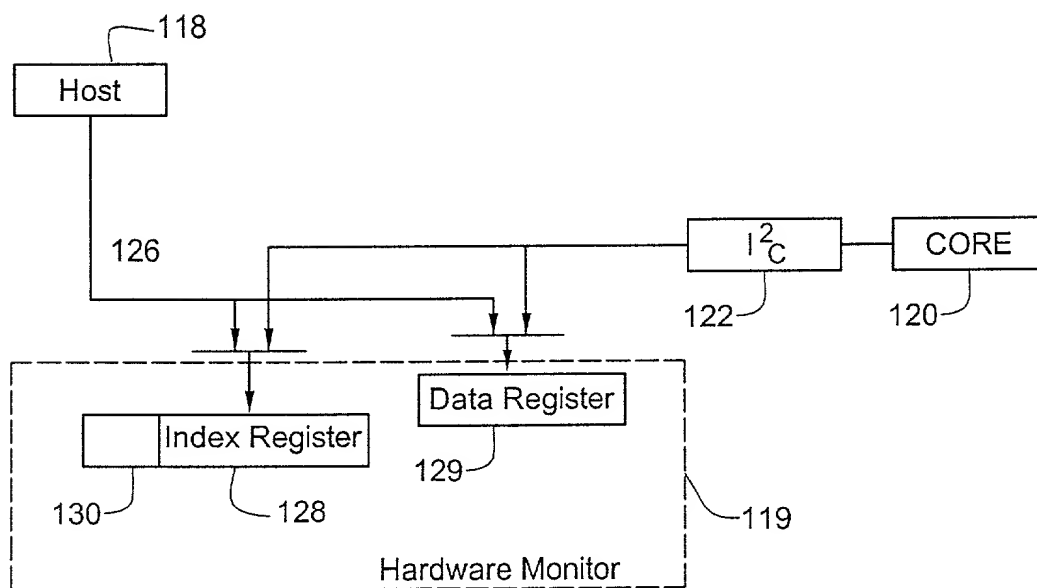 118
Host
126
I²C
CORE
122
120
Data Register
Index Register
129
130
128
119
Hardware Monitor